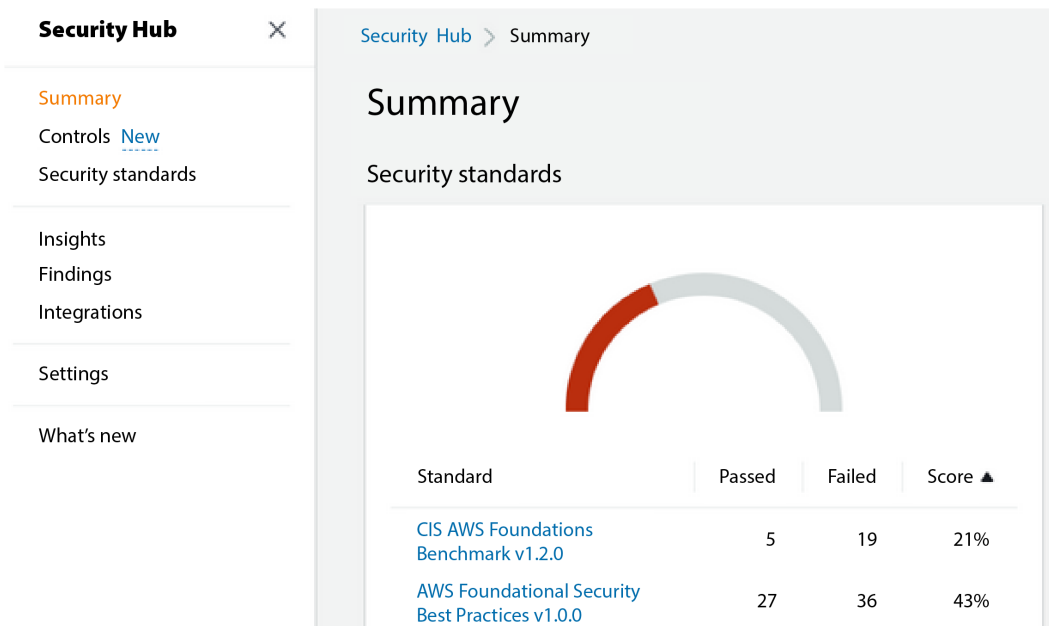 Security Hub
Summary
Controls New
Security standards
Insights
Findings
Integrations
Settings
What's new
Security Hub Summary
Summary
Security standards
Standard Passed Failed Score
CIS AWS Foundations
Benchmark v1.2.0
5 19 21%
AWS Foundational Security
Best Practices v1.0.0
27 36 43%